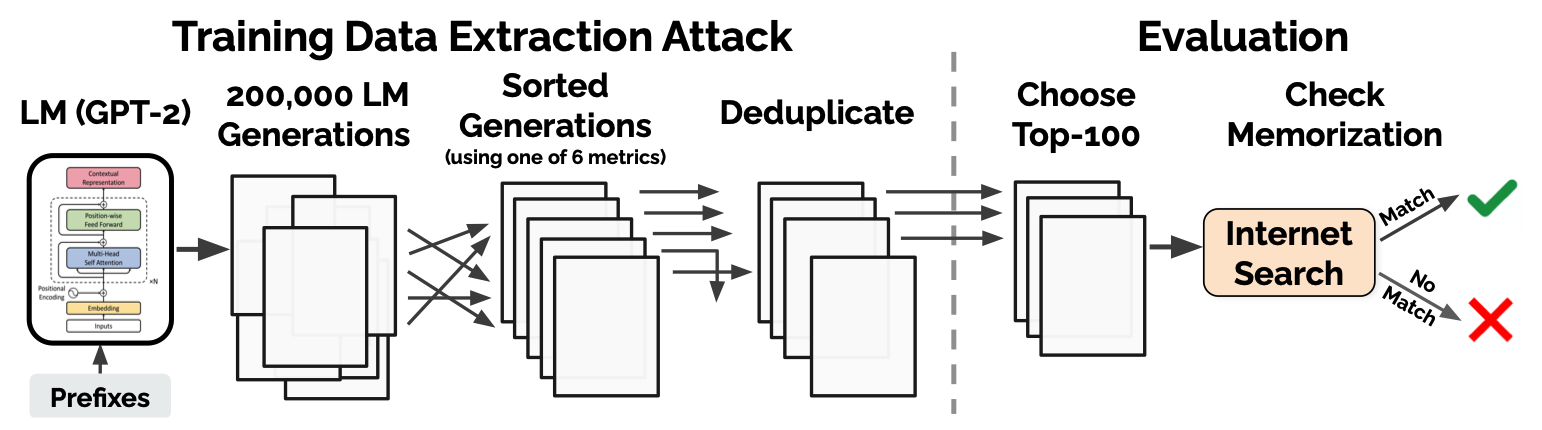 Training Data Extraction Attack
Evaluation
LM (GPT-2)
200,000 LM
Generations
Sorted
Generations
(using one of 6 metrics)
Deduplicate
Choose
Top-100
Check
Memorization
Contextual
Representation
Position-wise
Feed Forward
Multi-Head
Self Attention
×N
Positional
Encoding
Embedding
Inputs
Prefixes
Internet
Search
Match
No
Match